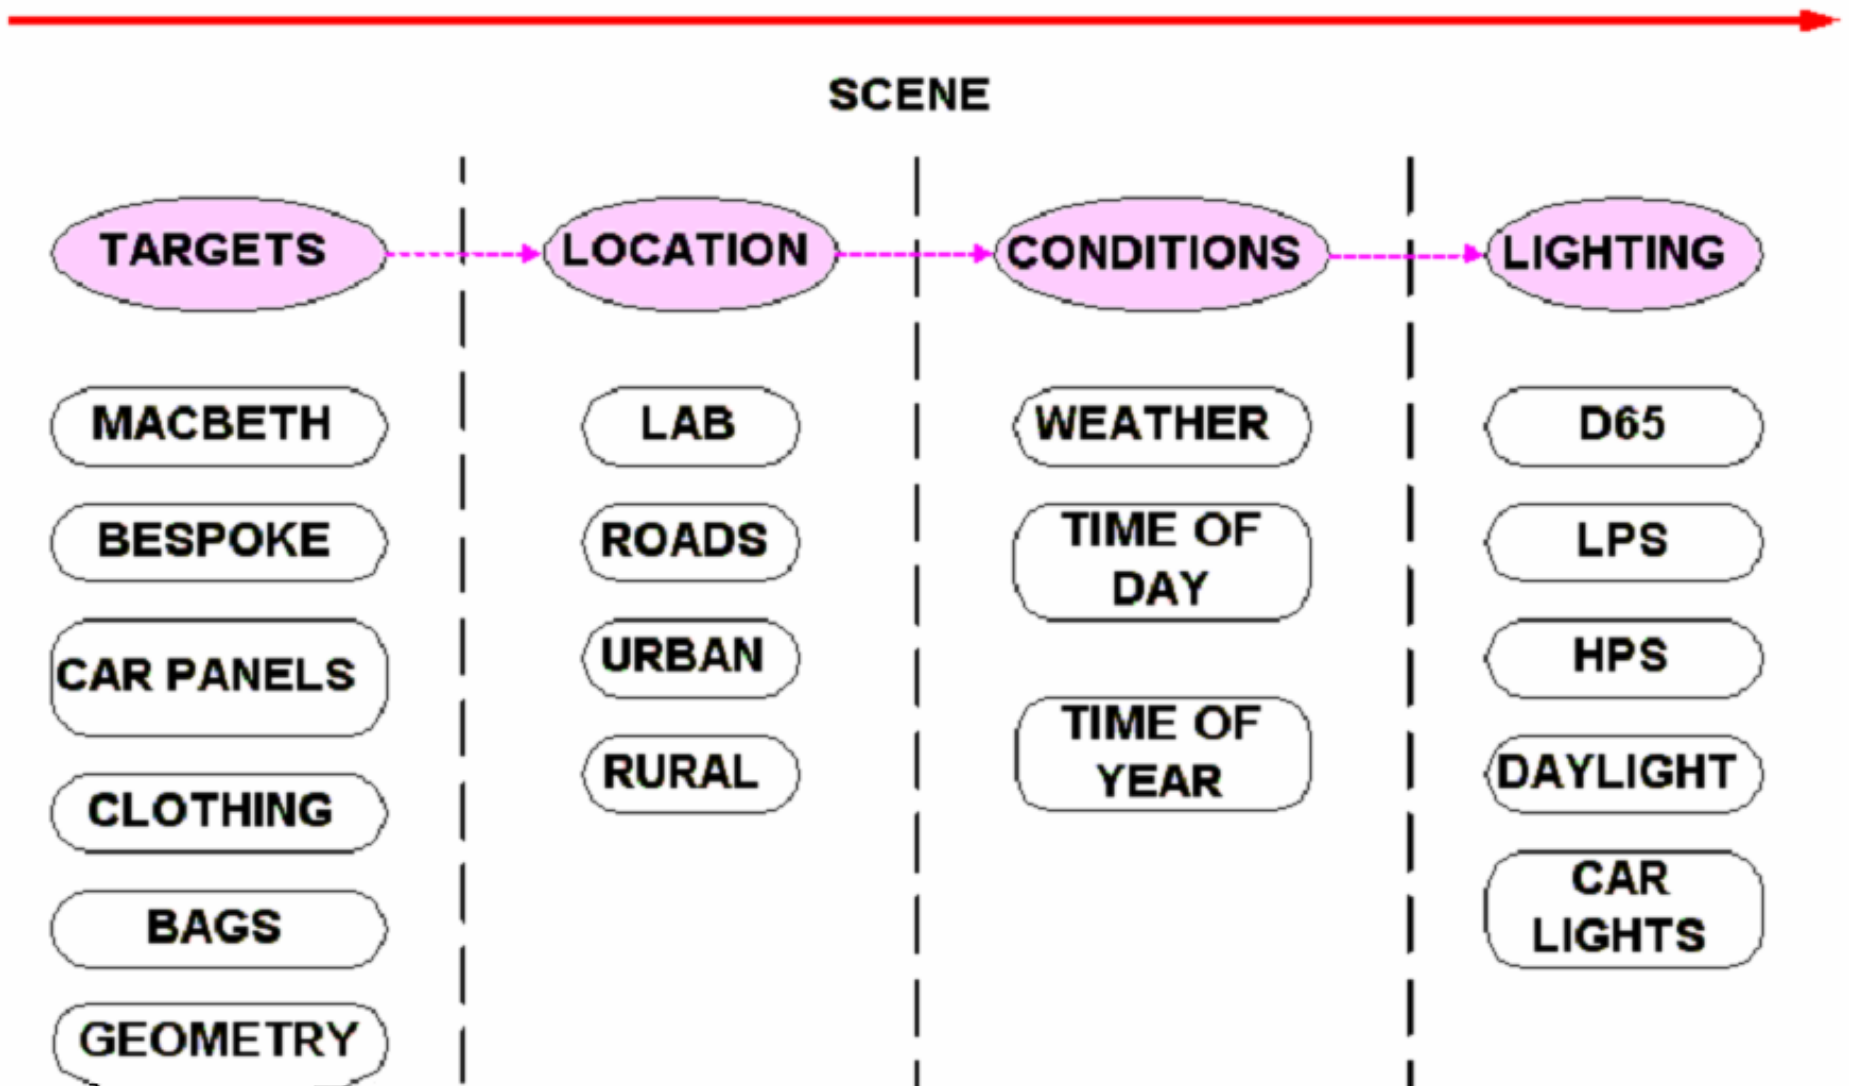 SCENE
TARGETS
LOCATION
CONDITIONS
LIGHTING
MACBETH
BESPOKE
CAR PANELS
CLOTHING
BAGS
GEOMETRY
LAB
ROADS
URBAN
RURAL
WEATHER
TIME OF
DAY
TIME OF
YEAR
D65
LPS
HPS
DAYLIGHT
CAR
LIGHTS